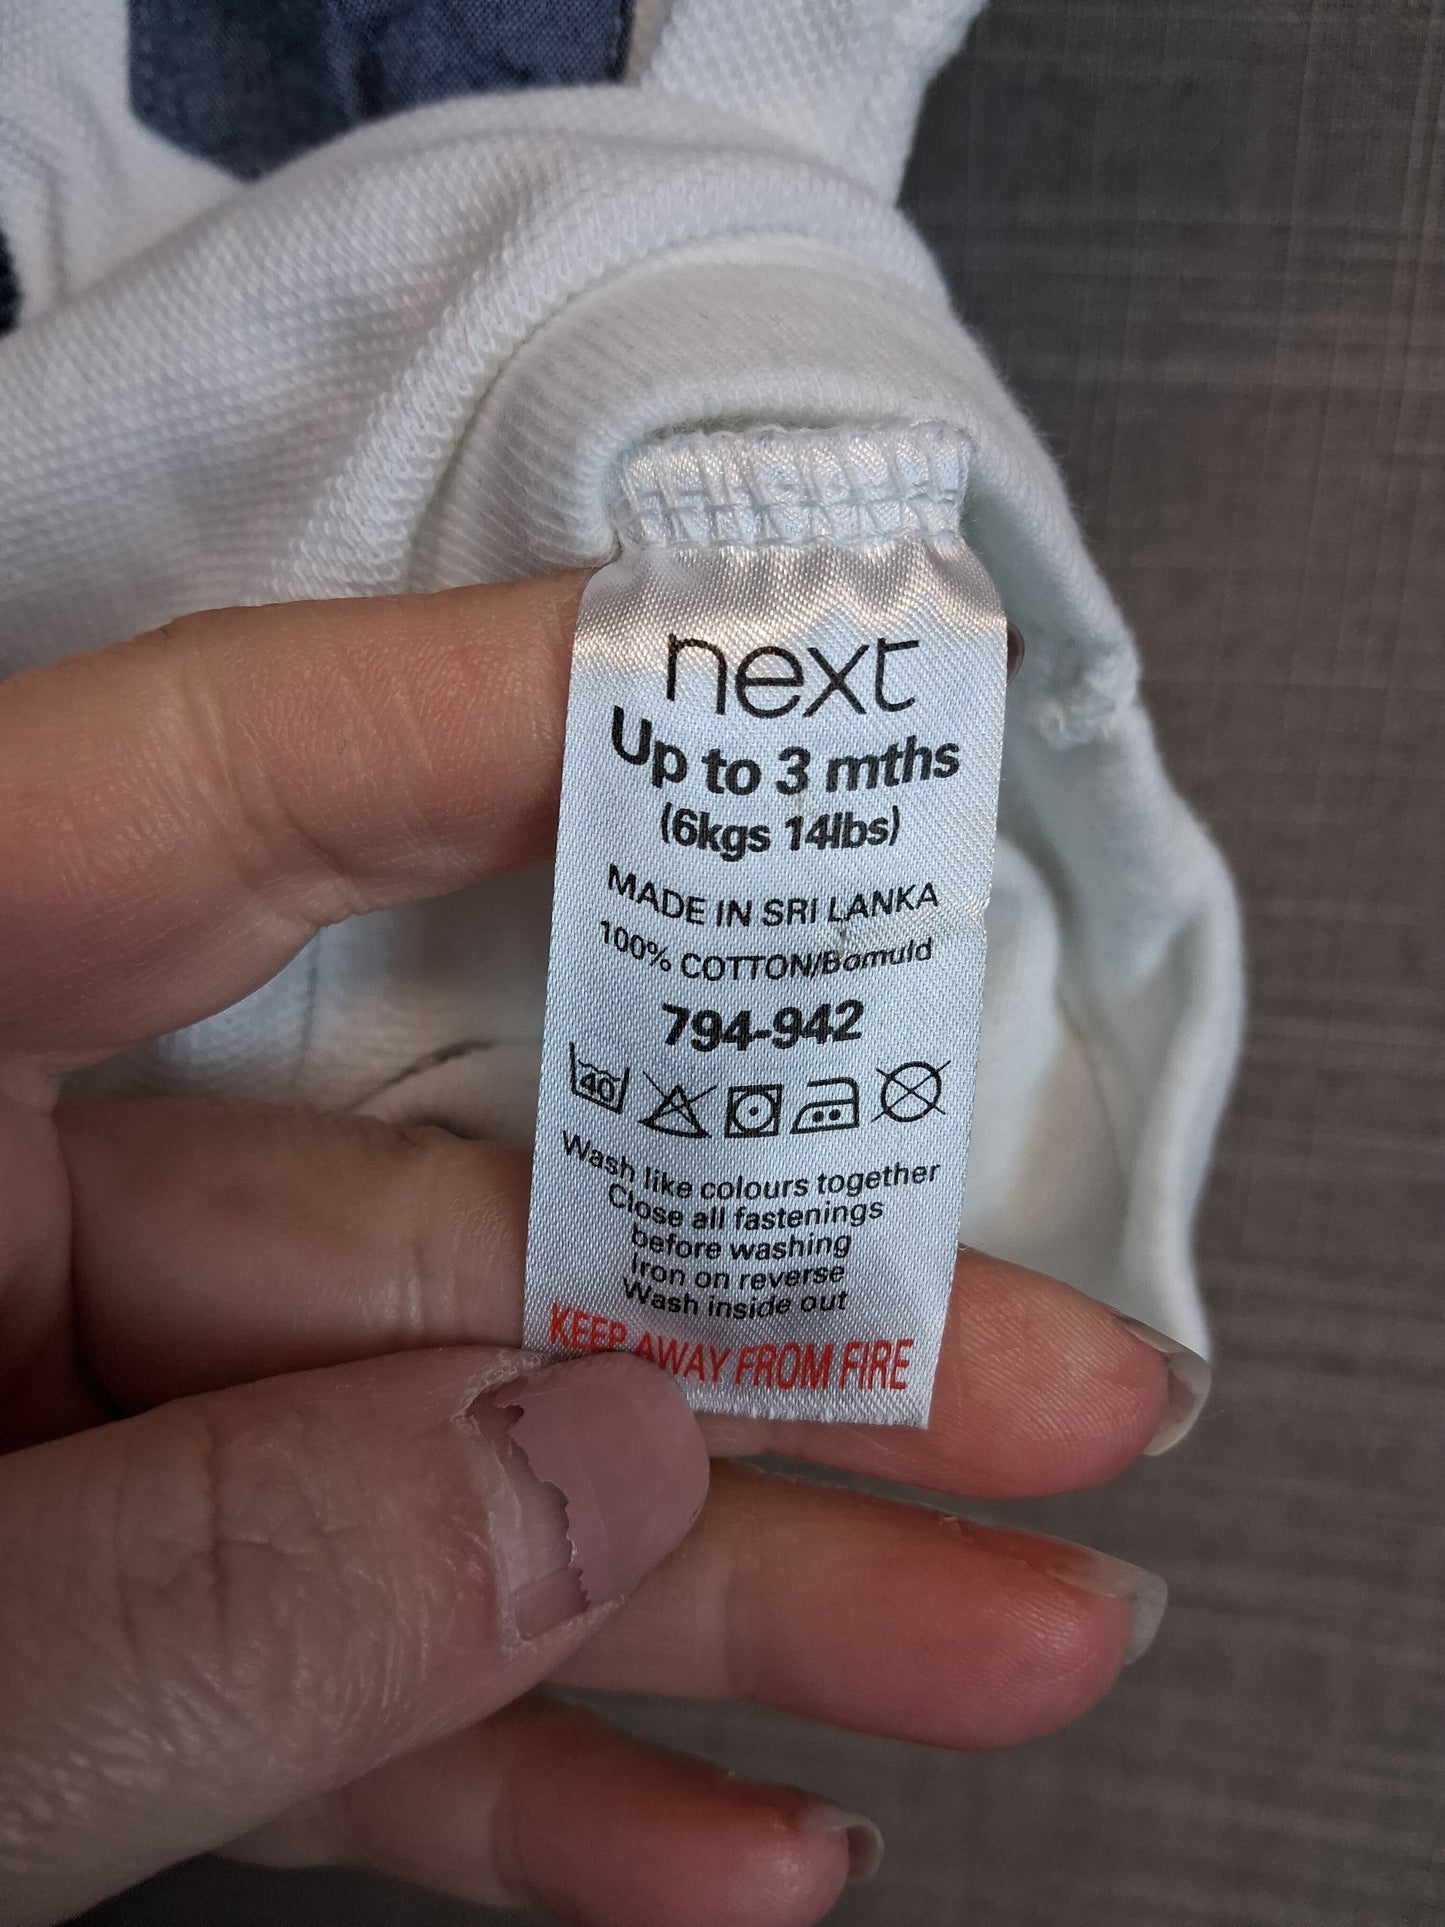 next
Up to 3 mths
(6kgs 14lbs)
MADE IN SRI LANKA
100% COTTON/Bomuld
794-942
40
Wash like colours together
Close all fastenings
before washing
Iron on reverse
Wash inside out
KEEP AWAY FROM FIRE